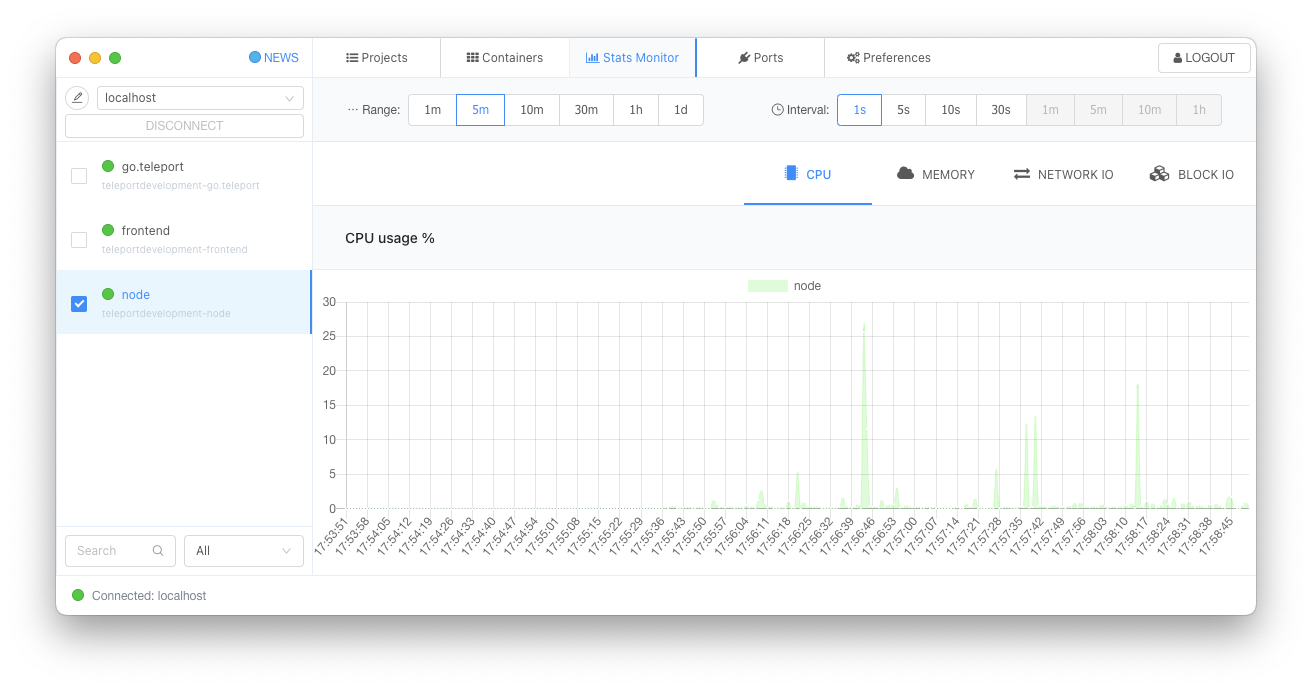 NEWS
Projects
Containers
Stats Monitor
Ports
Preferences
LOGOUT
localhost
DISCONNECT
Range: 1m 5m 10m 30m 1h 1d
Interval: 1s 5s 10s 30s 1m 5m 10m 1h
go.teleport
teleportdevelopment-go.teleport
frontend
teleportdevelopment-frontend
node
teleportdevelopment-node
CPU
MEMORY
NETWORK IO
BLOCK IO
CPU usage %
node
30
25
20
15
10
5
0
17:53:51
17:53:58
17:54:05
17:54:12
17:54:19
17:54:26
17:54:33
17:54:40
17:54:47
17:54:54
17:55:01
17:55:08
17:55:15
17:55:22
17:55:29
17:55:36
17:55:43
17:55:50
17:55:57
17:56:04
17:56:11
17:56:18
17:56:25
17:56:32
17:56:39
17:56:46
17:56:53
17:57:00
17:57:07
17:57:14
17:57:21
17:57:28
17:57:35
17:57:42
17:57:49
17:57:56
17:58:03
17:58:10
17:58:17
17:58:24
17:58:31
17:58:38
17:58:45
Search
All
Connected: localhost